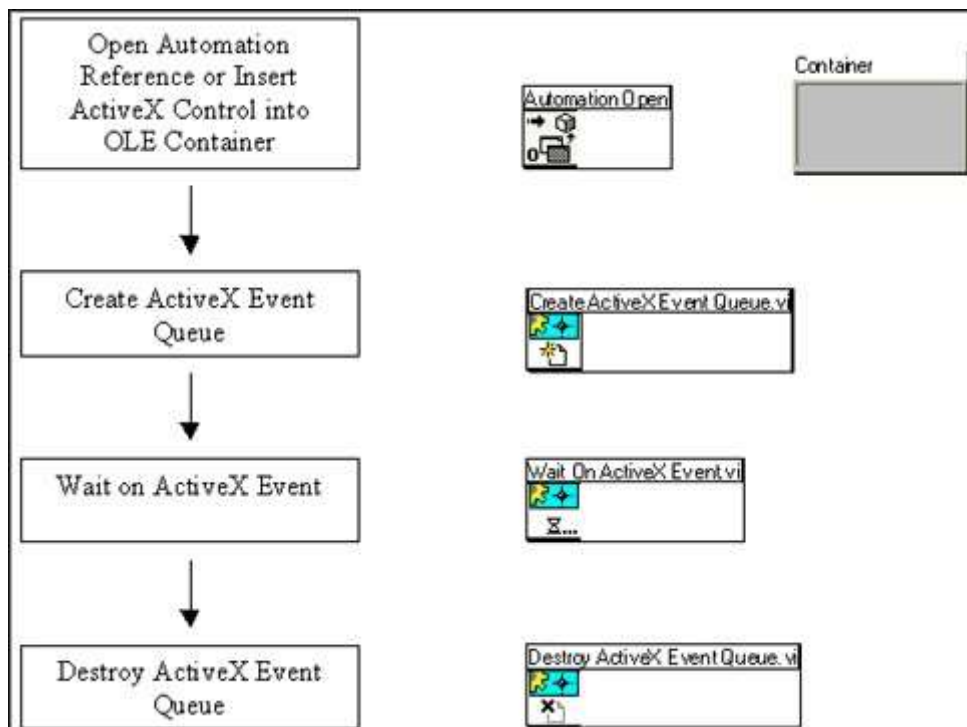 Open Automation
Reference or Insert
ActiveX Control into
OLE Container
Automation Open
Container
Create ActiveX Event
Queue
Create ActiveX Event Queue.vi
Wait on ActiveX Event
Wait On ActiveX Event.vi
Destroy ActiveX Event
Queue
Destroy ActiveX Event Queue.vi